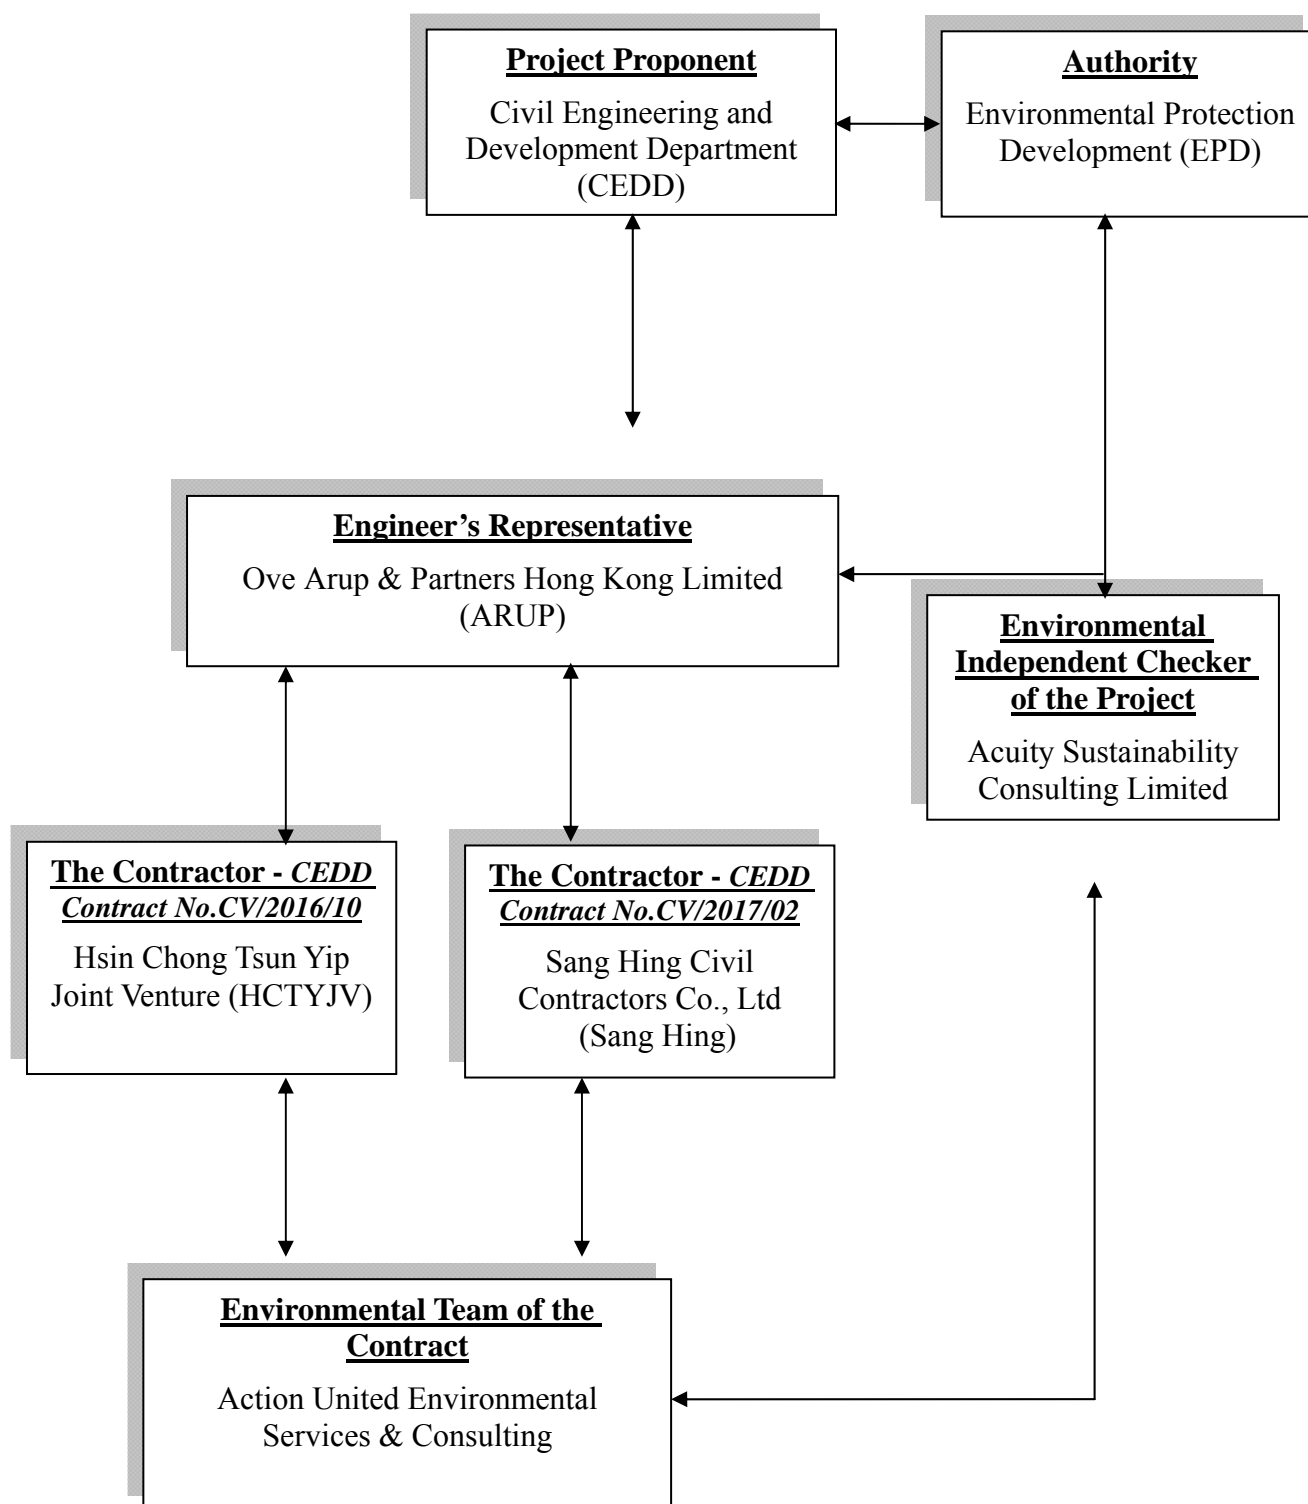 Project Proponent
Civil Engineering and
Development Department
(CEDD)
Authority
Environmental Protection
Development (EPD)
Engineer’s Representative
Ove Arup & Partners Hong Kong Limited
(ARUP)
Environmental
Independent Checker
of the Project
Acuity Sustainability
Consulting Limited
The Contractor - CEDD
Contract No.CV/2016/10
Hsin Chong Tsun Yip
Joint Venture (HCTYJV)
The Contractor - CEDD
Contract No.CV/2017/02
Sang Hing Civil
Contractors Co., Ltd
(Sang Hing)
Environmental Team of the
Contract
Action United Environmental
Services & Consulting